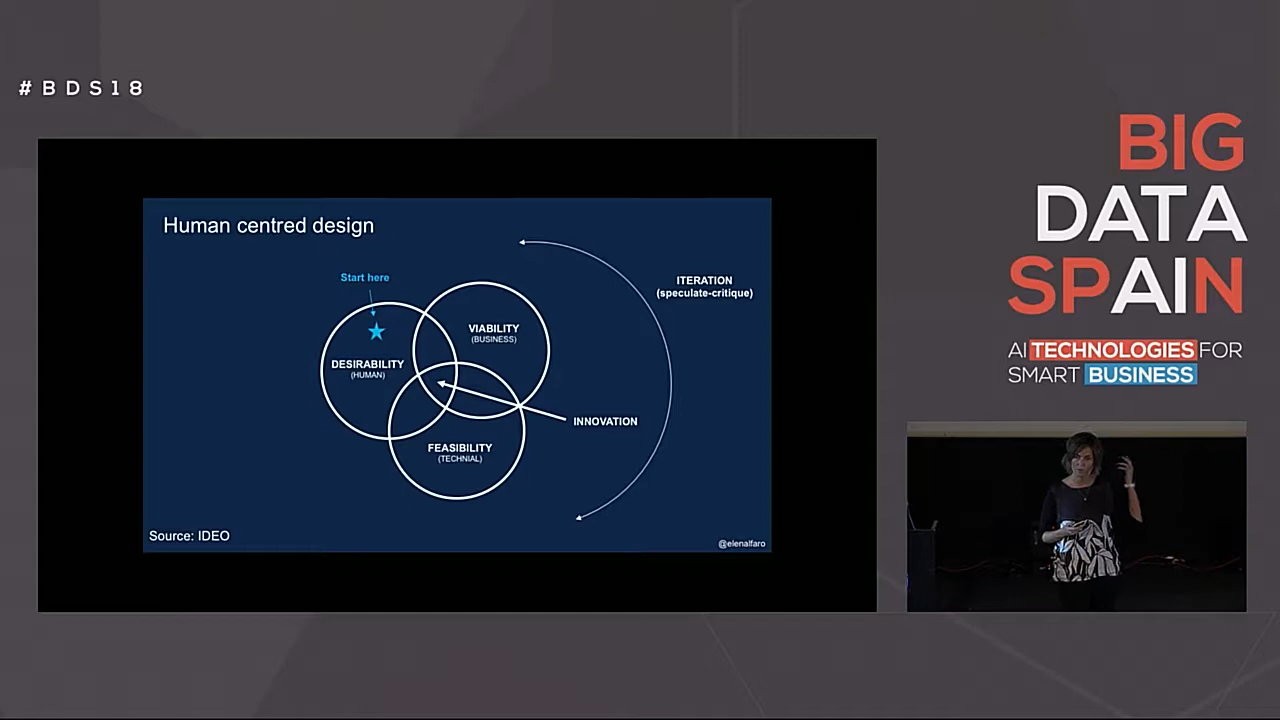 #BDS18
BIG
DATA
SPAIN
AI TECHNOLOGIES FOR
SMART BUSINESS
Human centred design
Start here
ITERATION
(speculate-critique)
VIABILITY
(BUSINESS)
DESIRABILITY
(HUMAN)
INNOVATION
FEASIBILITY
(TECHNIAL)
Source: IDEO
@elenalfaro